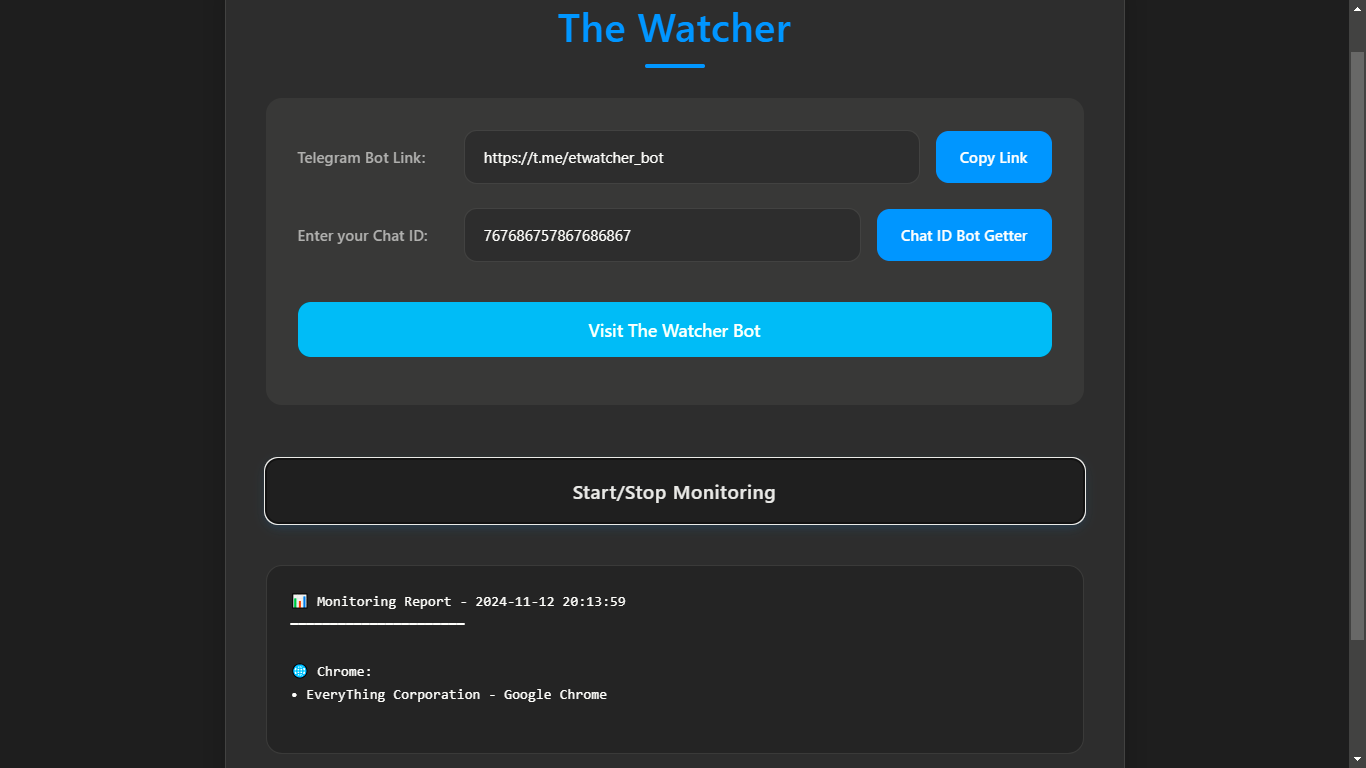 The Watcher
Telegram Bot Link:
https://t.me/etwatcher_bot
Copy Link
Enter your Chat ID:
767686757867686867
Chat ID Bot Getter
Visit The Watcher Bot
Start/Stop Monitoring
📊 Monitoring Report - 2024-11-12 20:13:59
━━━━━━━━━━━━━━━━━━━━━━
🌐 Chrome:
• EveryThing Corporation - Google Chrome